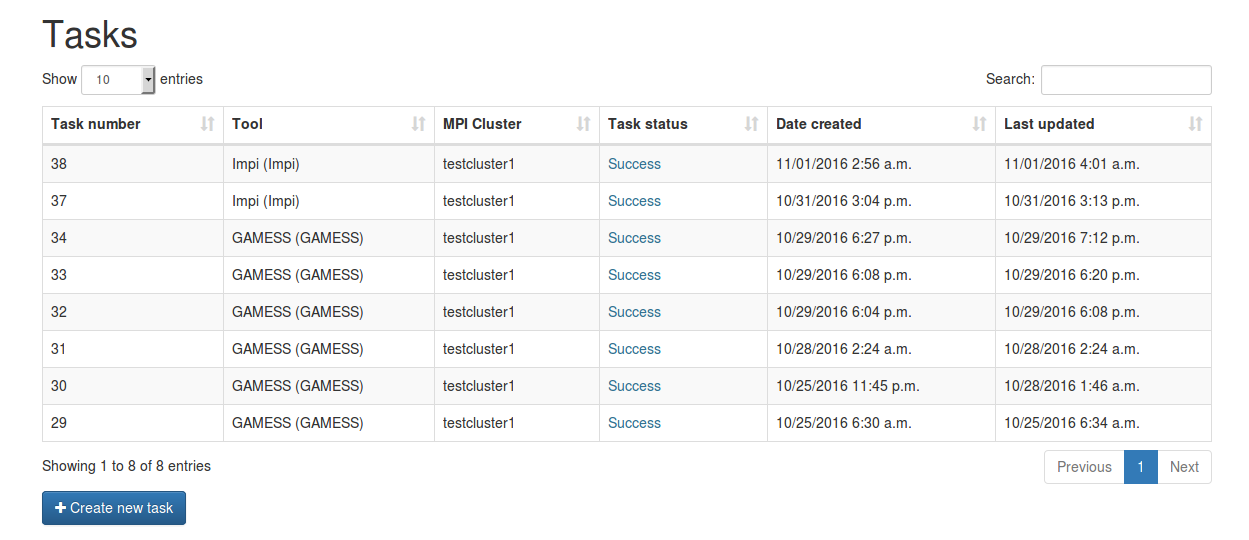 Tasks
Show 10 entries Search:
Task number Tool MPI Cluster Task status Date created Last updated
38 Impi (Impi) testcluster1 Success 11/01/2016 2:56 a.m. 11/01/2016 4:01 a.m.
37 Impi (Impi) testcluster1 Success 10/31/2016 3:04 p.m. 10/31/2016 3:13 p.m.
34 GAMESS (GAMESS) testcluster1 Success 10/29/2016 6:27 p.m. 10/29/2016 7:12 p.m.
33 GAMESS (GAMESS) testcluster1 Success 10/29/2016 6:08 p.m. 10/29/2016 6:20 p.m.
32 GAMESS (GAMESS) testcluster1 Success 10/29/2016 6:04 p.m. 10/29/2016 6:08 p.m.
31 GAMESS (GAMESS) testcluster1 Success 10/28/2016 2:24 a.m. 10/28/2016 2:24 a.m.
30 GAMESS (GAMESS) testcluster1 Success 10/25/2016 11:45 p.m. 10/28/2016 1:46 a.m.
29 GAMESS (GAMESS) testcluster1 Success 10/25/2016 6:30 a.m. 10/25/2016 6:34 a.m.
Showing 1 to 8 of 8 entries Previous 1 Next
Create new task